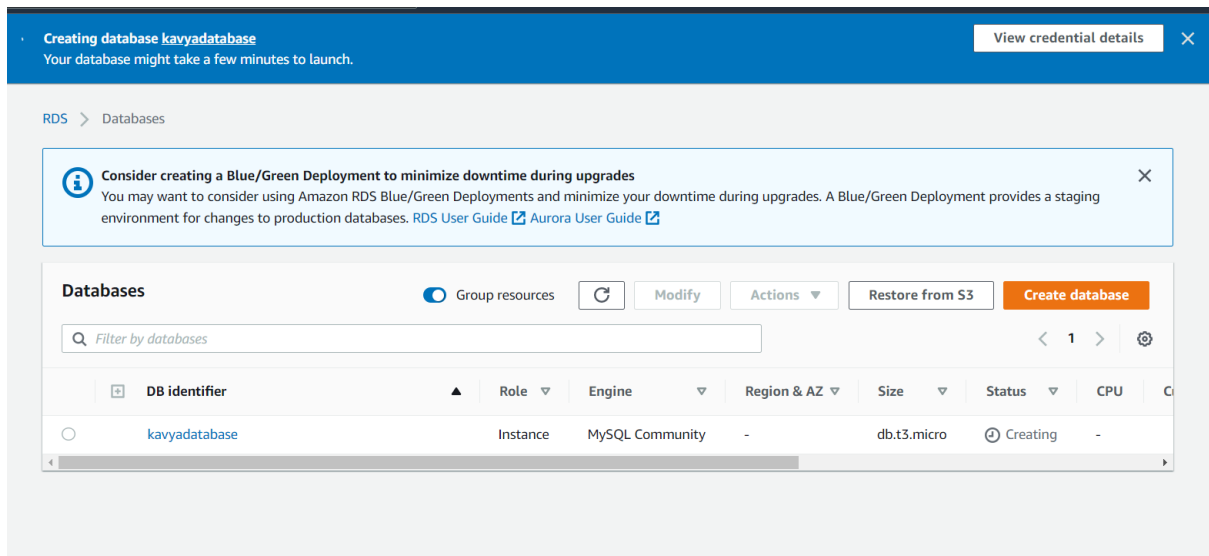 Creating database kavyadatabase
View credential details
Your database might take a few minutes to launch.
RDS Databases
Consider creating a Blue/Green Deployment to minimize downtime during upgrades
You may want to consider using Amazon RDS Blue/Green Deployments and minimize your downtime during upgrades. A Blue/Green Deployment provides a staging
environment for changes to production databases. RDS User Guide Aurora User Guide
Databases Group resources Modify Actions Restore from S3 Create database
Filter by databases 1
DB identifier Role Engine Region & AZ Size Status CPU
kavyadatabase Instance MySQL Community - db.t3.micro Creating -